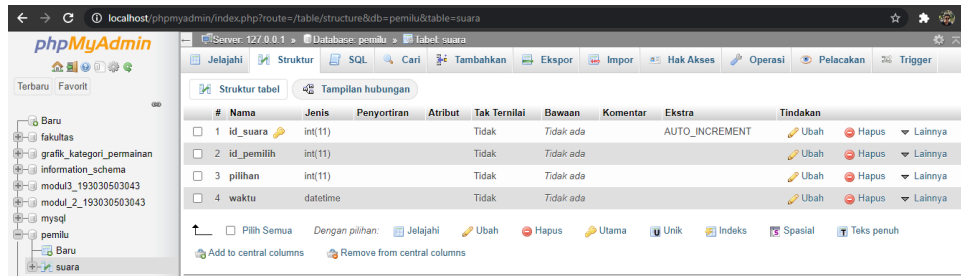 localhost/phpmyadmin/index.php?route=/table/structure&db=pemilu&table=suara
phpMyAdmin
Terbaru Favorit
Baru
fakultas
grafik_kategori_permainan
information_schema
modul3_193030503043
modul_2_193030503043
mysql
pemilu
Baru
suara
Server: 127.0.0.1 » Database: pemilu » Tabel: suara
Jelajahi Struktur SQL Cari Tambahkan Ekspor Impor Hak Akses Operasi Pelacakan Trigger
Struktur tabel Tampilan hubungan
# Nama Jenis Penyortiran Atribut Tak Ternilai Bawaan Komentar Ekstra Tindakan
1 id_suara int(11) Tidak Tidak ada AUTO_INCREMENT Ubah Hapus Lainnya
2 id_pemilih int(11) Tidak Tidak ada Ubah Hapus Lainnya
3 pilihan int(11) Tidak Tidak ada Ubah Hapus Lainnya
4 waktu datetime Tidak Tidak ada Ubah Hapus Lainnya
Pilih Semua Dengan pilihan: Jelajahi Ubah Hapus Utama Unik Indeks Spasial Teks penuh
Add to central columns Remove from central columns